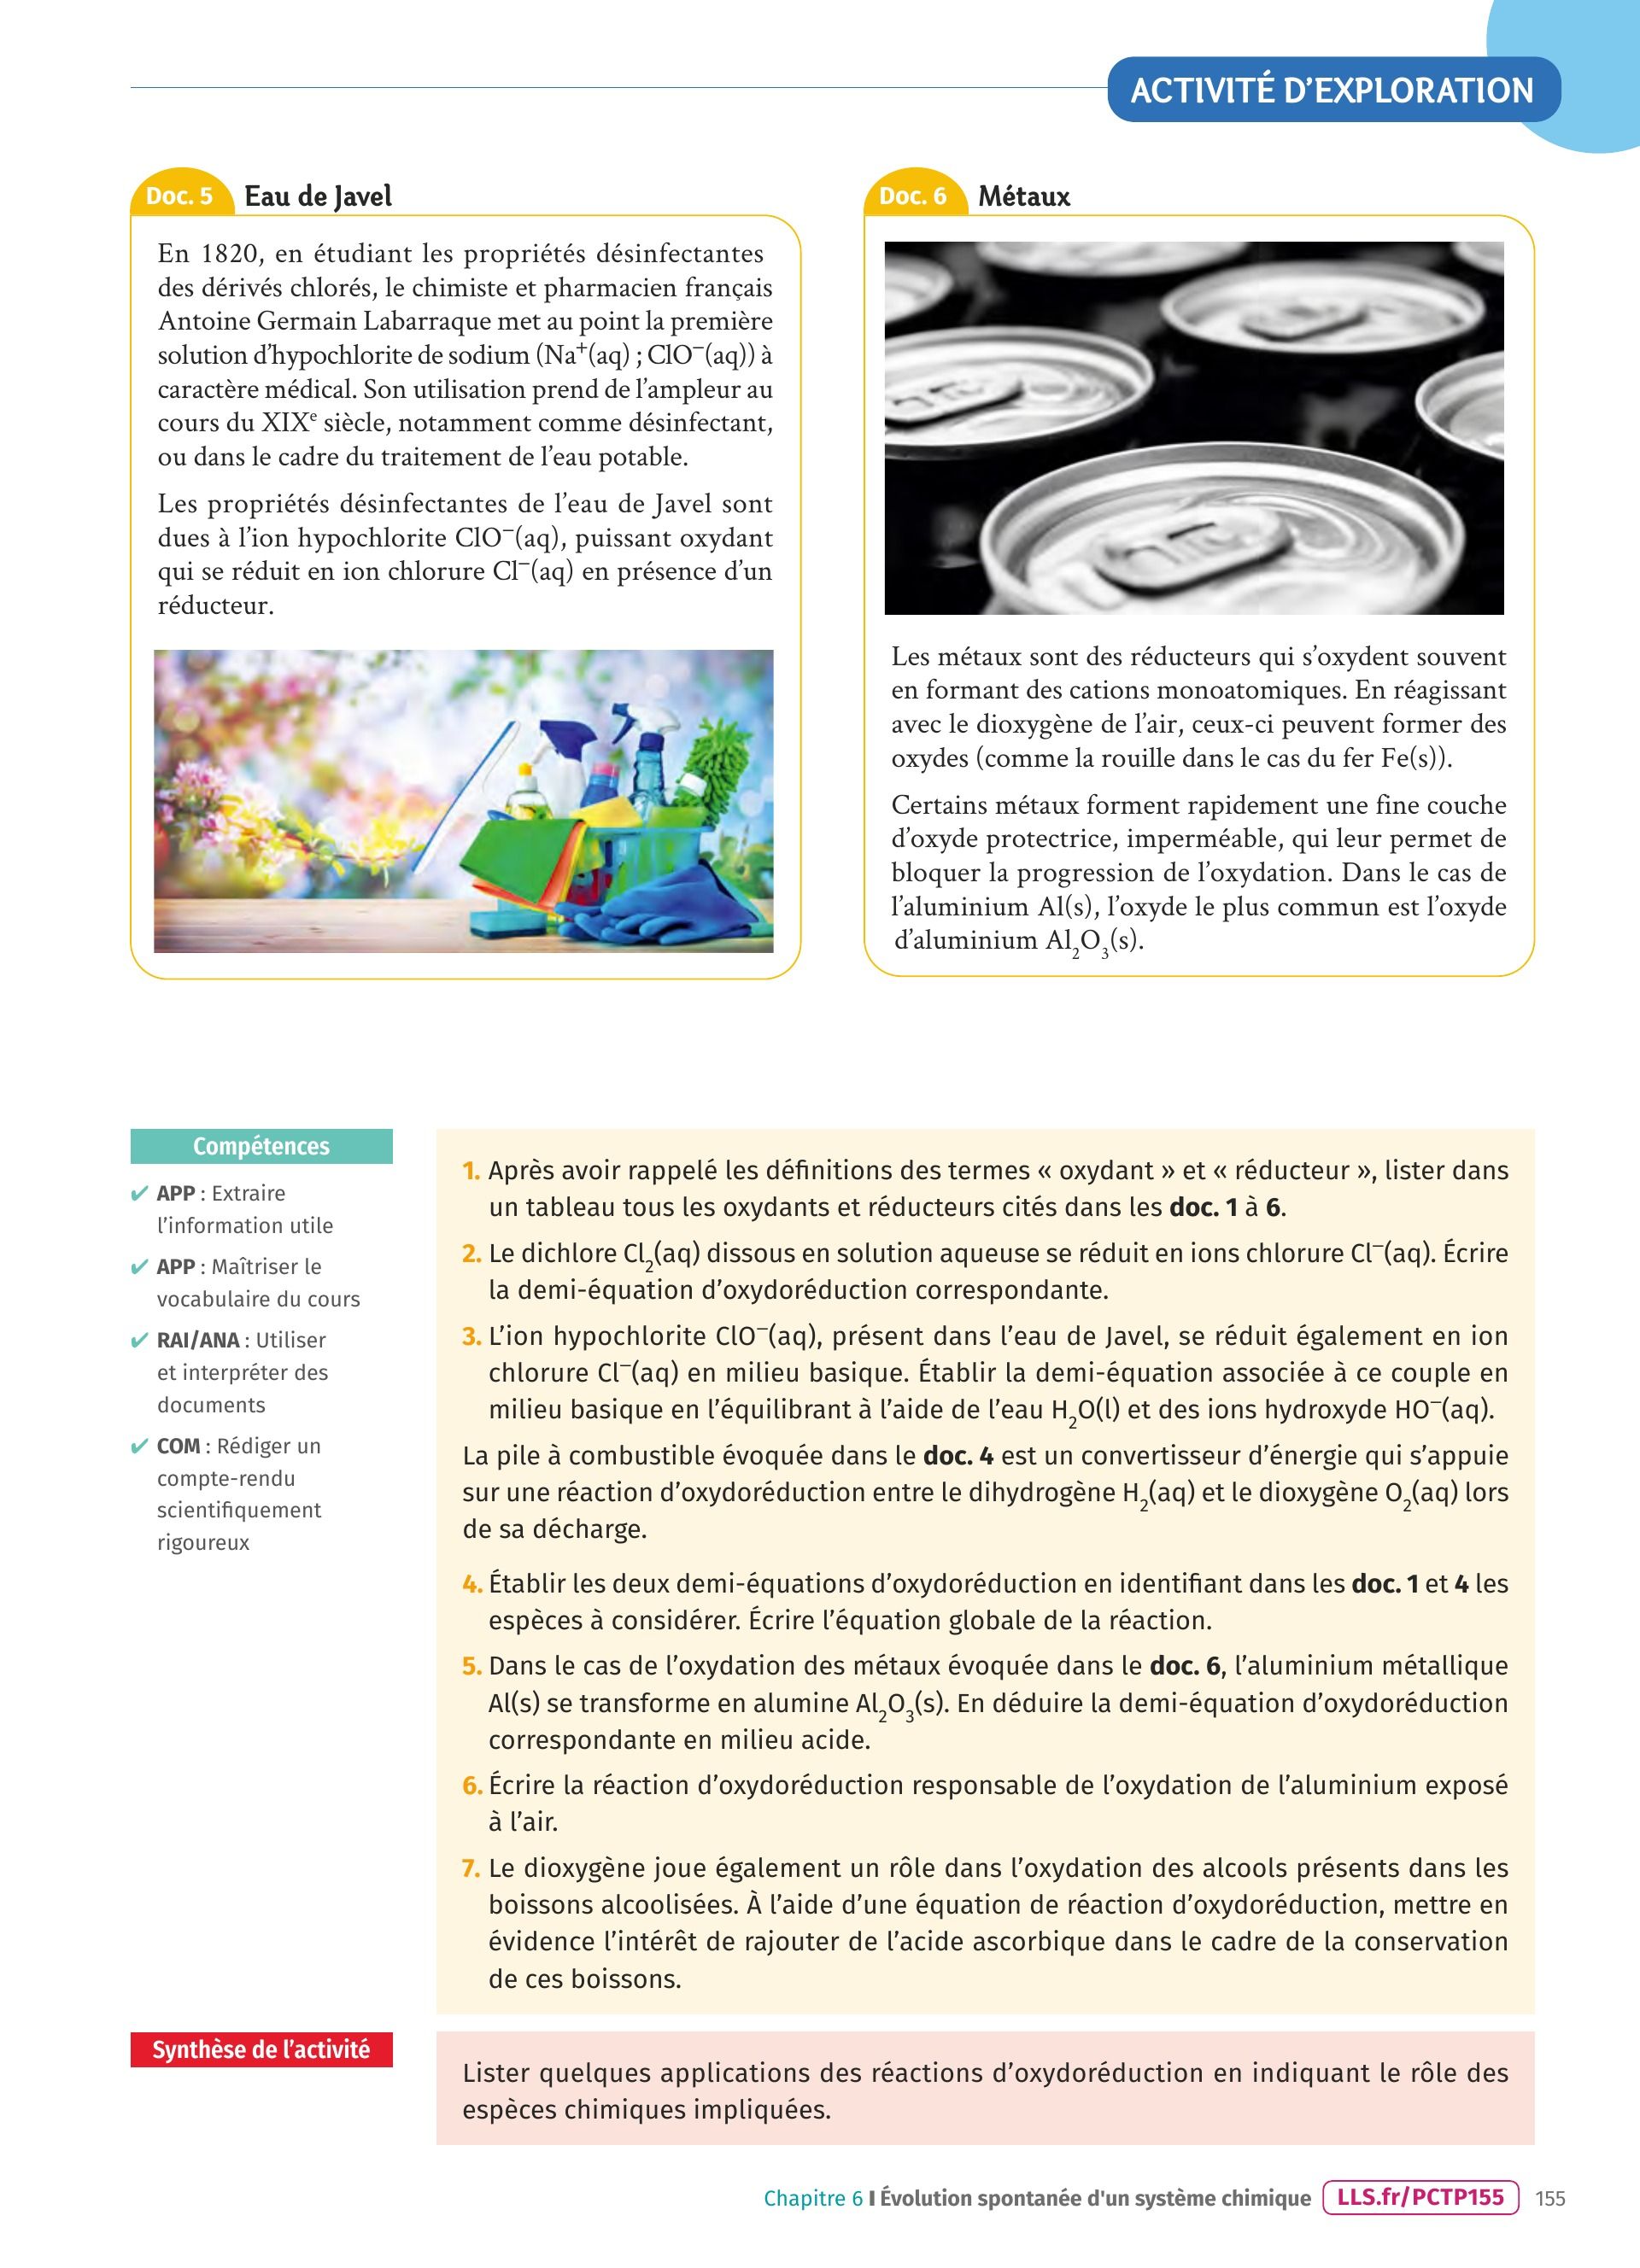 ACTIVITÉ D'EXPLORATION
Doc. 5 Eau de Javel
En 1820, en étudiant les propriétés désinfectantes
des dérivés chlorés, le chimiste et pharmacien français
Antoine Germain Labarraque met au point la première
solution d'hypochlorite de sodium (Na⁺(aq) ; ClO⁻(aq)) à
caractère médical. Son utilisation prend de l'ampleur au
cours du XIXᵉ siècle, notamment comme désinfectant,
ou dans le cadre du traitement de l'eau potable.
Les propriétés désinfectantes de l'eau de Javel sont
dues à l'ion hypochlorite ClO⁻(aq), puissant oxydant
qui se réduit en ion chlorure Cl⁻(aq) en présence d'un
réducteur.
Doc. 6 Métaux
Les métaux sont des réducteurs qui s'oxydent souvent
en formant des cations monoatomiques. En réagissant
avec le dioxygène de l'air, ceux-ci peuvent former des
oxydes (comme la rouille dans le cas du fer Fe(s)).
Certains métaux forment rapidement une fine couche
d'oxyde protectrice, imperméable, qui leur permet de
bloquer la progression de l'oxydation. Dans le cas de
l'aluminium Al(s), l'oxyde le plus commun est l'oxyde
d'aluminium Al₂O₃(s).
Compétences
✔ APP : Extraire
l'information utile
✔ APP : Maîtriser le
vocabulaire du cours
✔ RAI/ANA : Utiliser
et interpréter des
documents
✔ COM : Rédiger un
compte-rendu
scientifiquement
rigoureux
1. Après avoir rappelé les définitions des termes « oxydant » et « réducteur », lister dans
un tableau tous les oxydants et réducteurs cités dans les doc. 1 à 6.
2. Le dichlore Cl₂(aq) dissous en solution aqueuse se réduit en ions chlorure Cl⁻(aq). Écrire
la demi-équation d'oxydoréduction correspondante.
3. L'ion hypochlorite ClO⁻(aq), présent dans l'eau de Javel, se réduit également en ion
chlorure Cl⁻(aq) en milieu basique. Établir la demi-équation associée à ce couple en
milieu basique en l'équilibrant à l'aide de l'eau H₂O(l) et des ions hydroxyde HO⁻(aq).
La pile à combustible évoquée dans le doc. 4 est un convertisseur d'énergie qui s'appuie
sur une réaction d'oxydoréduction entre le dihydrogène H₂(aq) et le dioxygène O₂(aq) lors
de sa décharge.
4. Établir les deux demi-équations d'oxydoréduction en identifiant dans les doc. 1 et 4 les
espèces à considérer. Écrire l'équation globale de la réaction.
5. Dans le cas de l'oxydation des métaux évoquée dans le doc. 6, l'aluminium métallique
Al(s) se transforme en alumine Al₂O₃(s). En déduire la demi-équation d'oxydoréduction
correspondante en milieu acide.
6. Écrire la réaction d'oxydoréduction responsable de l'oxydation de l'aluminium exposé
à l'air.
7. Le dioxygène joue également un rôle dans l'oxydation des alcools présents dans les
boissons alcoolisées. À l'aide d'une équation de réaction d'oxydoréduction, mettre en
évidence l'intérêt de rajouter de l'acide ascorbique dans le cadre de la conservation
de ces boissons.
Synthèse de l'activité
Lister quelques applications des réactions d'oxydoréduction en indiquant le rôle des
espèces chimiques impliquées.
Chapitre 6 I Évolution spontanée d'un système chimique LLS.fr/PCTP155 155